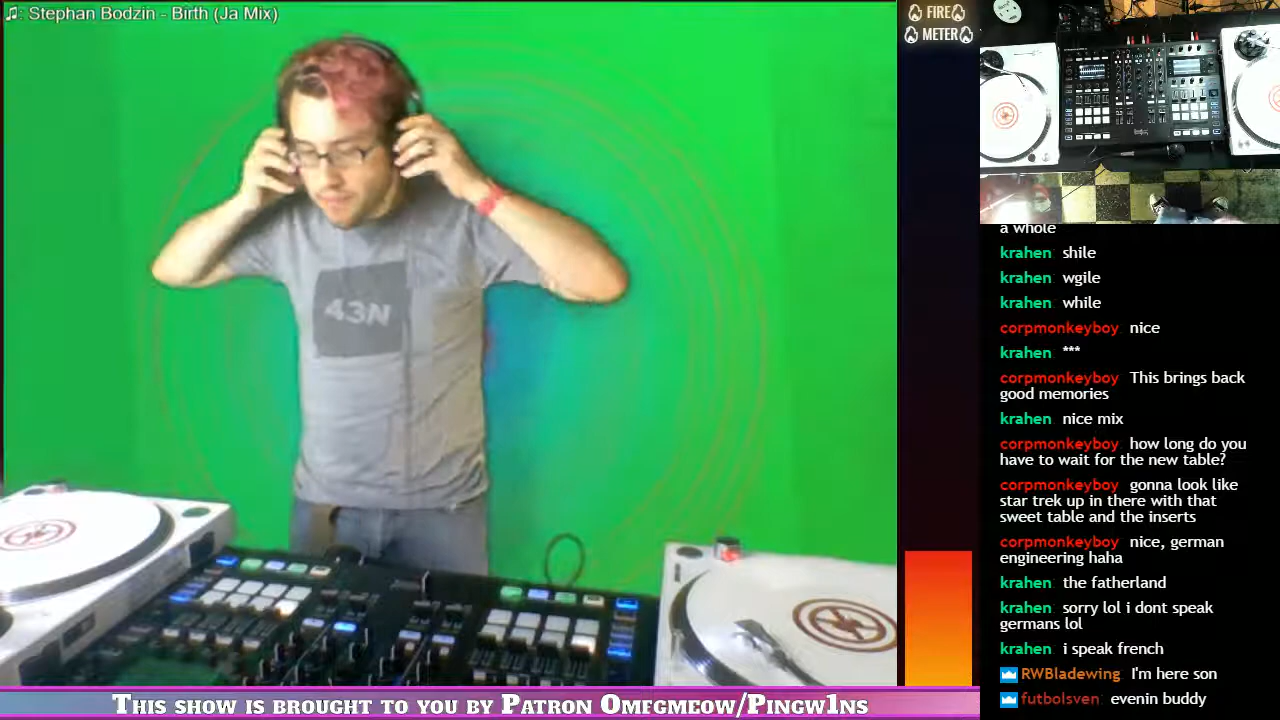 ♫ Stephan Bodzin - Birth (Ja Mix)
FIRE
METER
43N
a whole
krahen: shile
krahen: wgile
krahen: while
corpmonkeyboy: nice
krahen: ***
corpmonkeyboy: This brings back
good memories
krahen: nice mix
corpmonkeyboy: how long do you
have to wait for the new table?
corpmonkeyboy: gonna look like
star trek up in there with that
sweet table and the inserts
corpmonkeyboy: nice, german
engineering haha
krahen: the fatherland
krahen: sorry lol i dont speak
germans lol
krahen: i speak french
RWBladewing: I'm here son
futbolsven: evenin buddy
This show is brought to you by Patron Omfgmeow/Pingw1ns